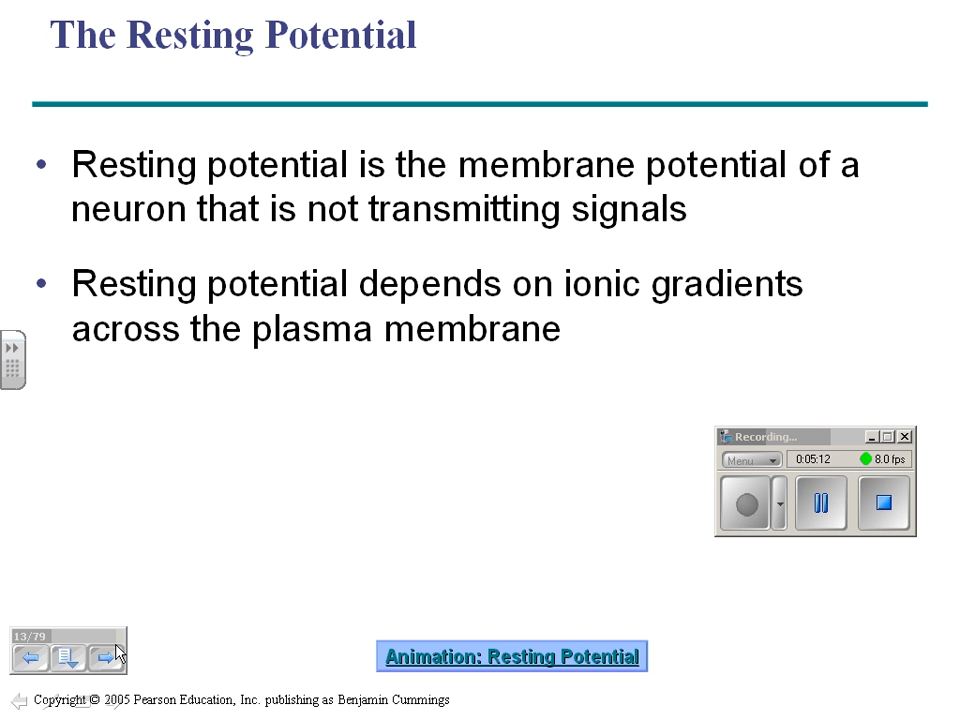 The Resting Potential
• Resting potential is the membrane potential of a
neuron that is not transmitting signals
• Resting potential depends on ionic gradients
across the plasma membrane
Recording...
Menu 0:05:12 8.0 fps
13/79
Animation: Resting Potential
Copyright © 2005 Pearson Education, Inc. publishing as Benjamin Cummings